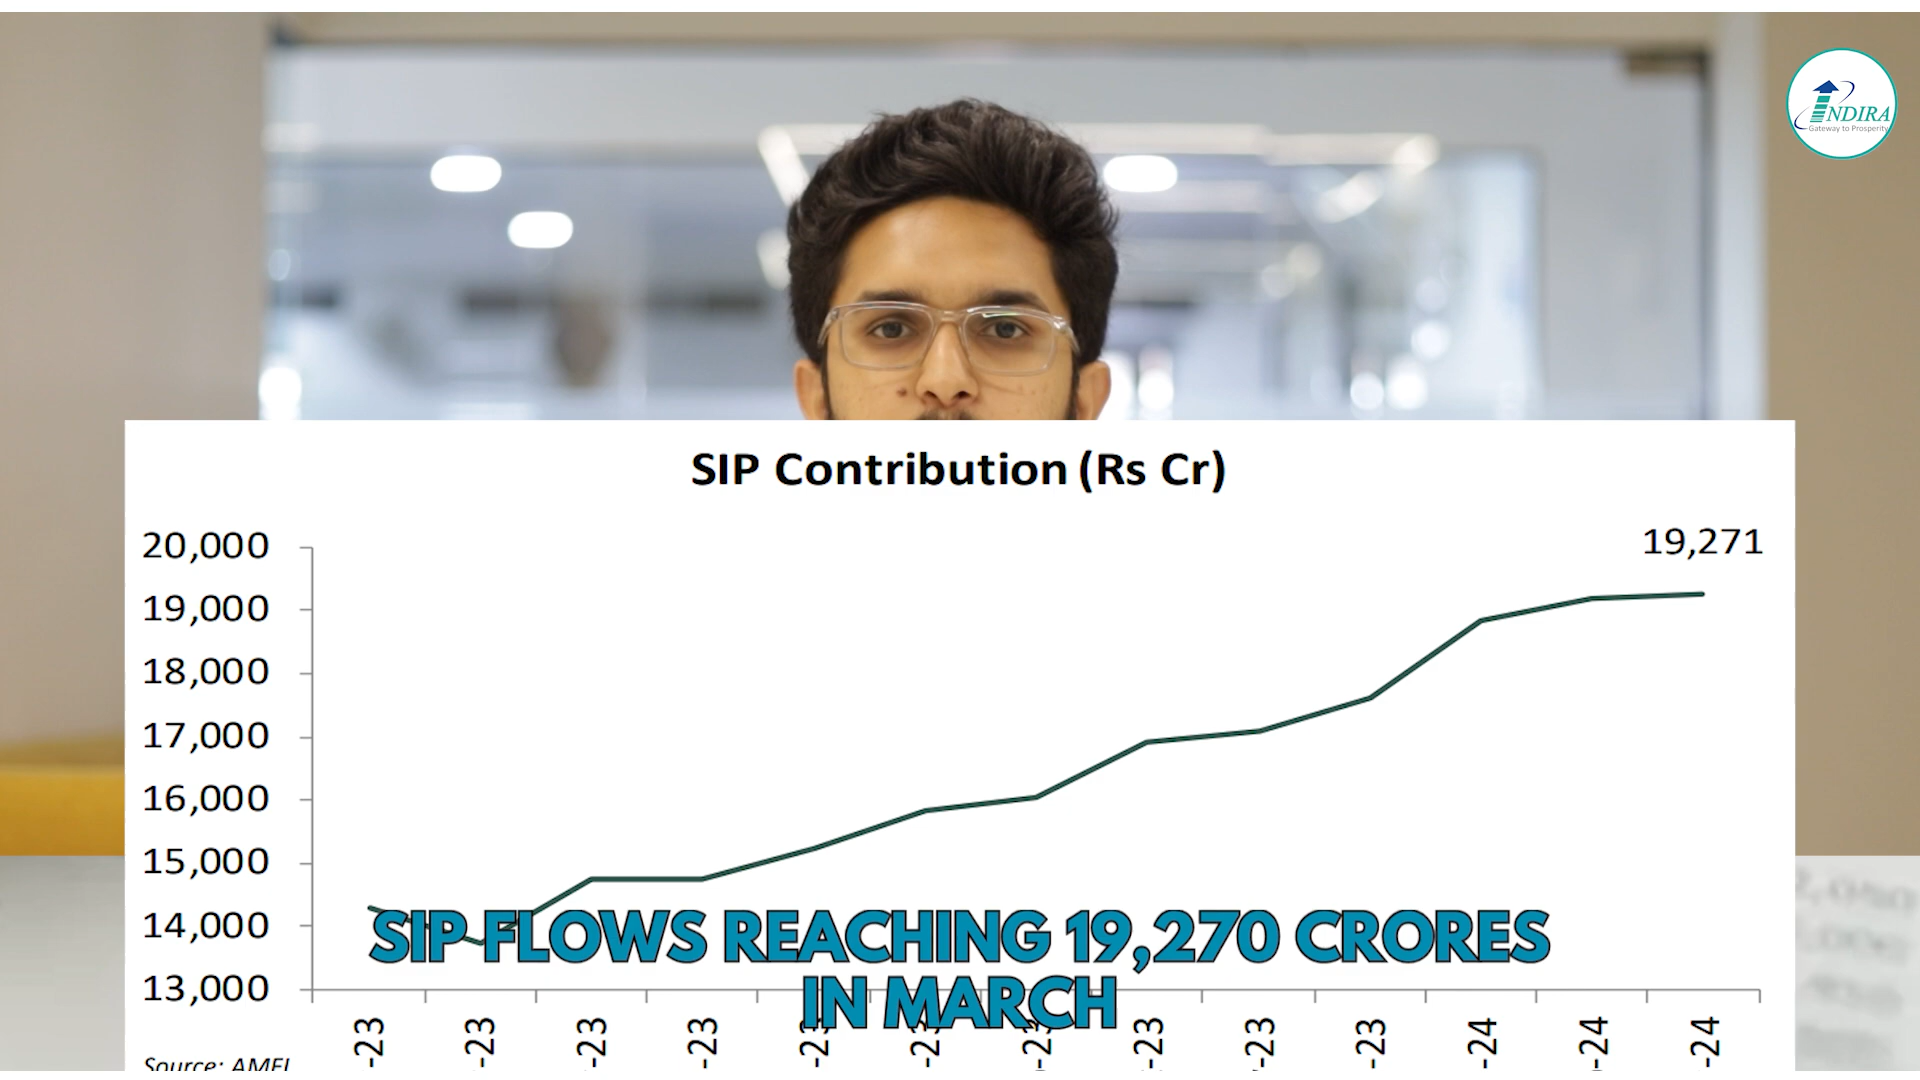 INDIRA
Gateway to Prosperity
SIP Contribution (Rs Cr)
20,000
19,271
19,000
18,000
17,000
16,000
15,000
14,000
SIP FLOWS REACHING 19,270 CRORES
13,000
IN MARCH
-23 -23 -23 -23 -23 -23 -23 -23 -24 -24 -24
Source: AMFI